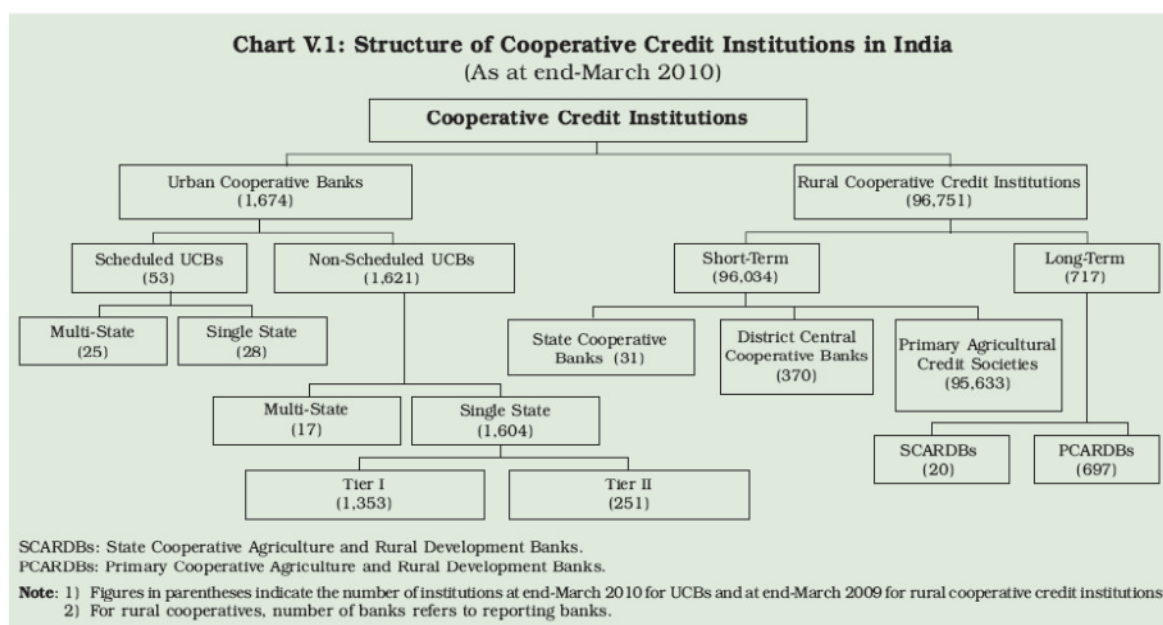 Chart V.1: Structure of Cooperative Credit Institutions in India
(As at end-March 2010)
Cooperative Credit Institutions
Urban Cooperative Banks
(1,674)
Rural Cooperative Credit Institutions
(96,751)
Scheduled UCBs
(53)
Non-Scheduled UCBs
(1,621)
Short-Term
(96,034)
Long-Term
(717)
Multi-State
(25)
Single State
(28)
State Cooperative
Banks (31)
District Central
Cooperative Banks
(370)
Primary Agricultural
Credit Societies
(95,633)
Multi-State
(17)
Single State
(1,604)
SCARDBs
(20)
PCARDBs
(697)
Tier I
(1,353)
Tier II
(251)
SCARDBs: State Cooperative Agriculture and Rural Development Banks.
PCARDBs: Primary Cooperative Agriculture and Rural Development Banks.
Note: 1) Figures in parentheses indicate the number of institutions at end-March 2010 for UCBs and at end-March 2009 for rural cooperative credit institutions
2) For rural cooperatives, number of banks refers to reporting banks.